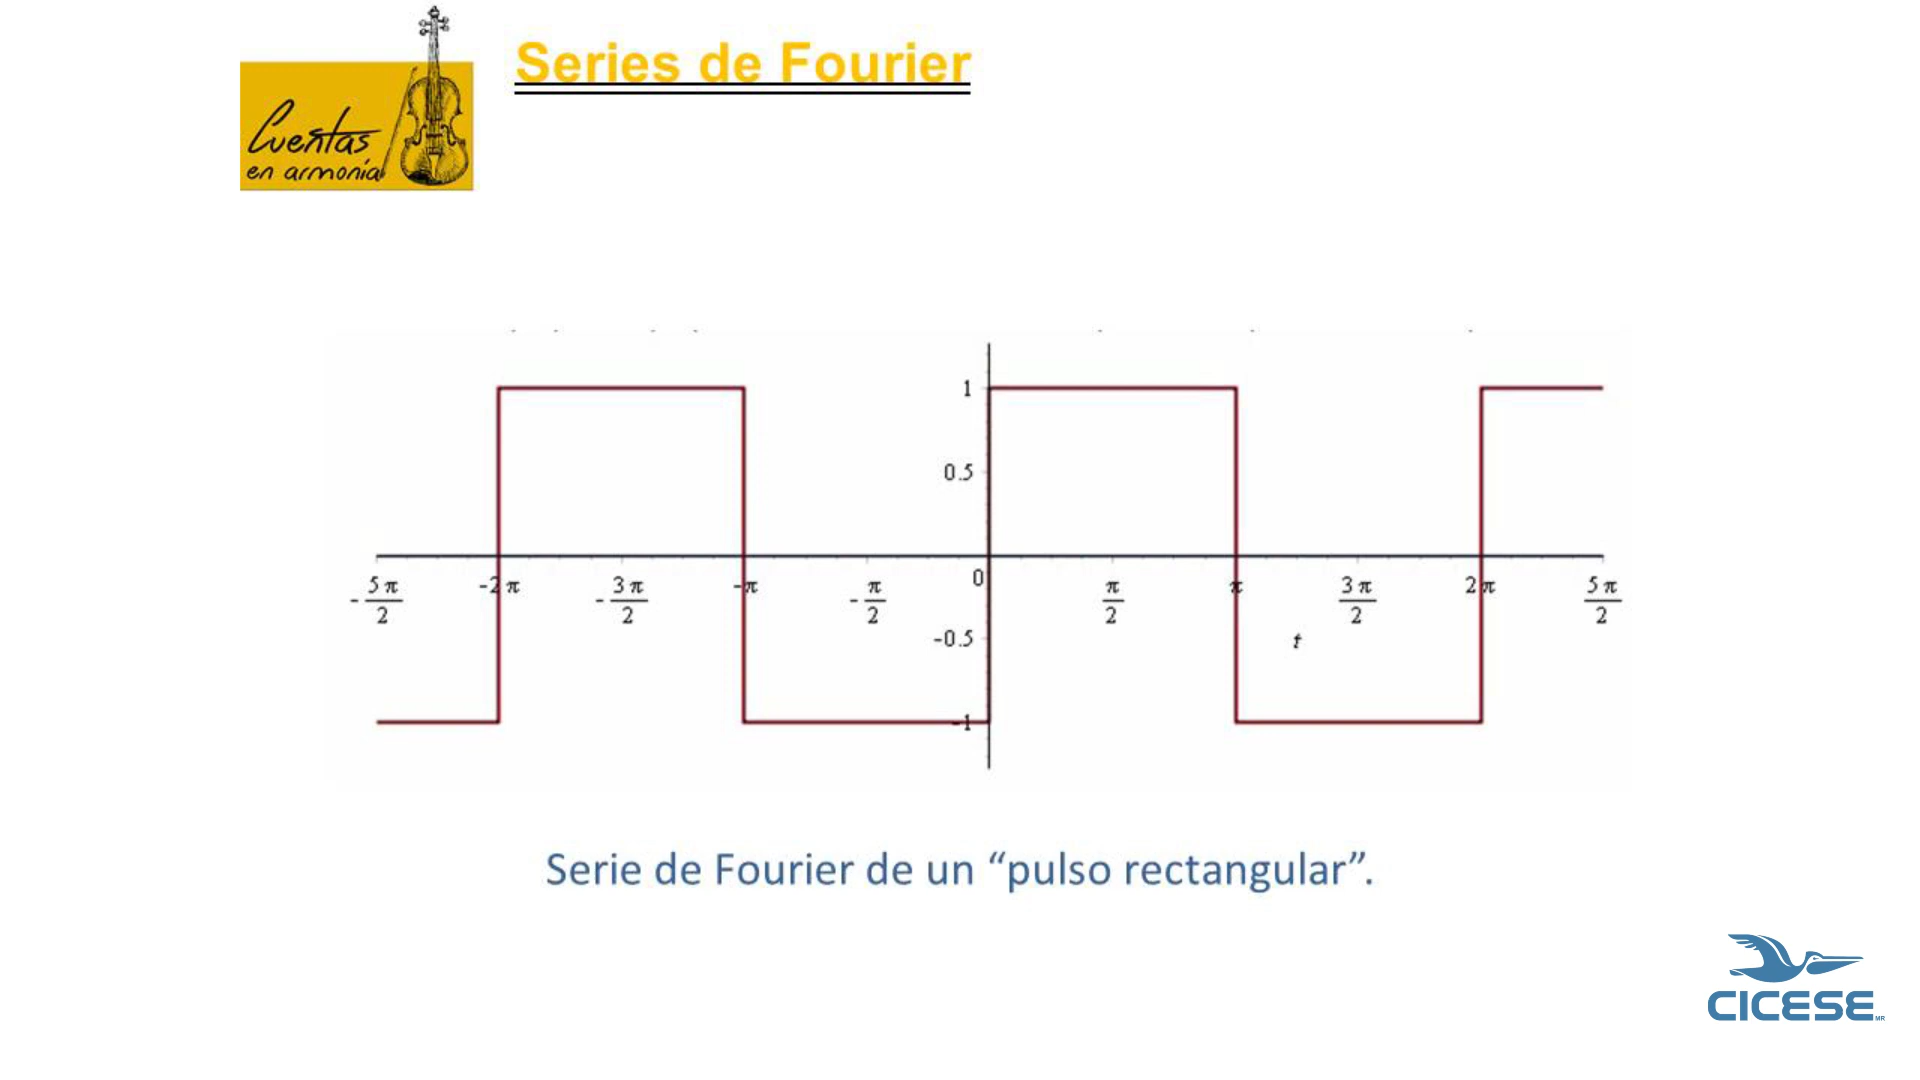 Series de Fourier
Cuentas
en armonía
1
0.5
0
-0.5
-1
- 5π/2
-2π
- 3π/2
-π
- π/2
π/2
π
3π/2
2π
5π/2
t
Serie de Fourier de un “pulso rectangular”.
CICESE MR